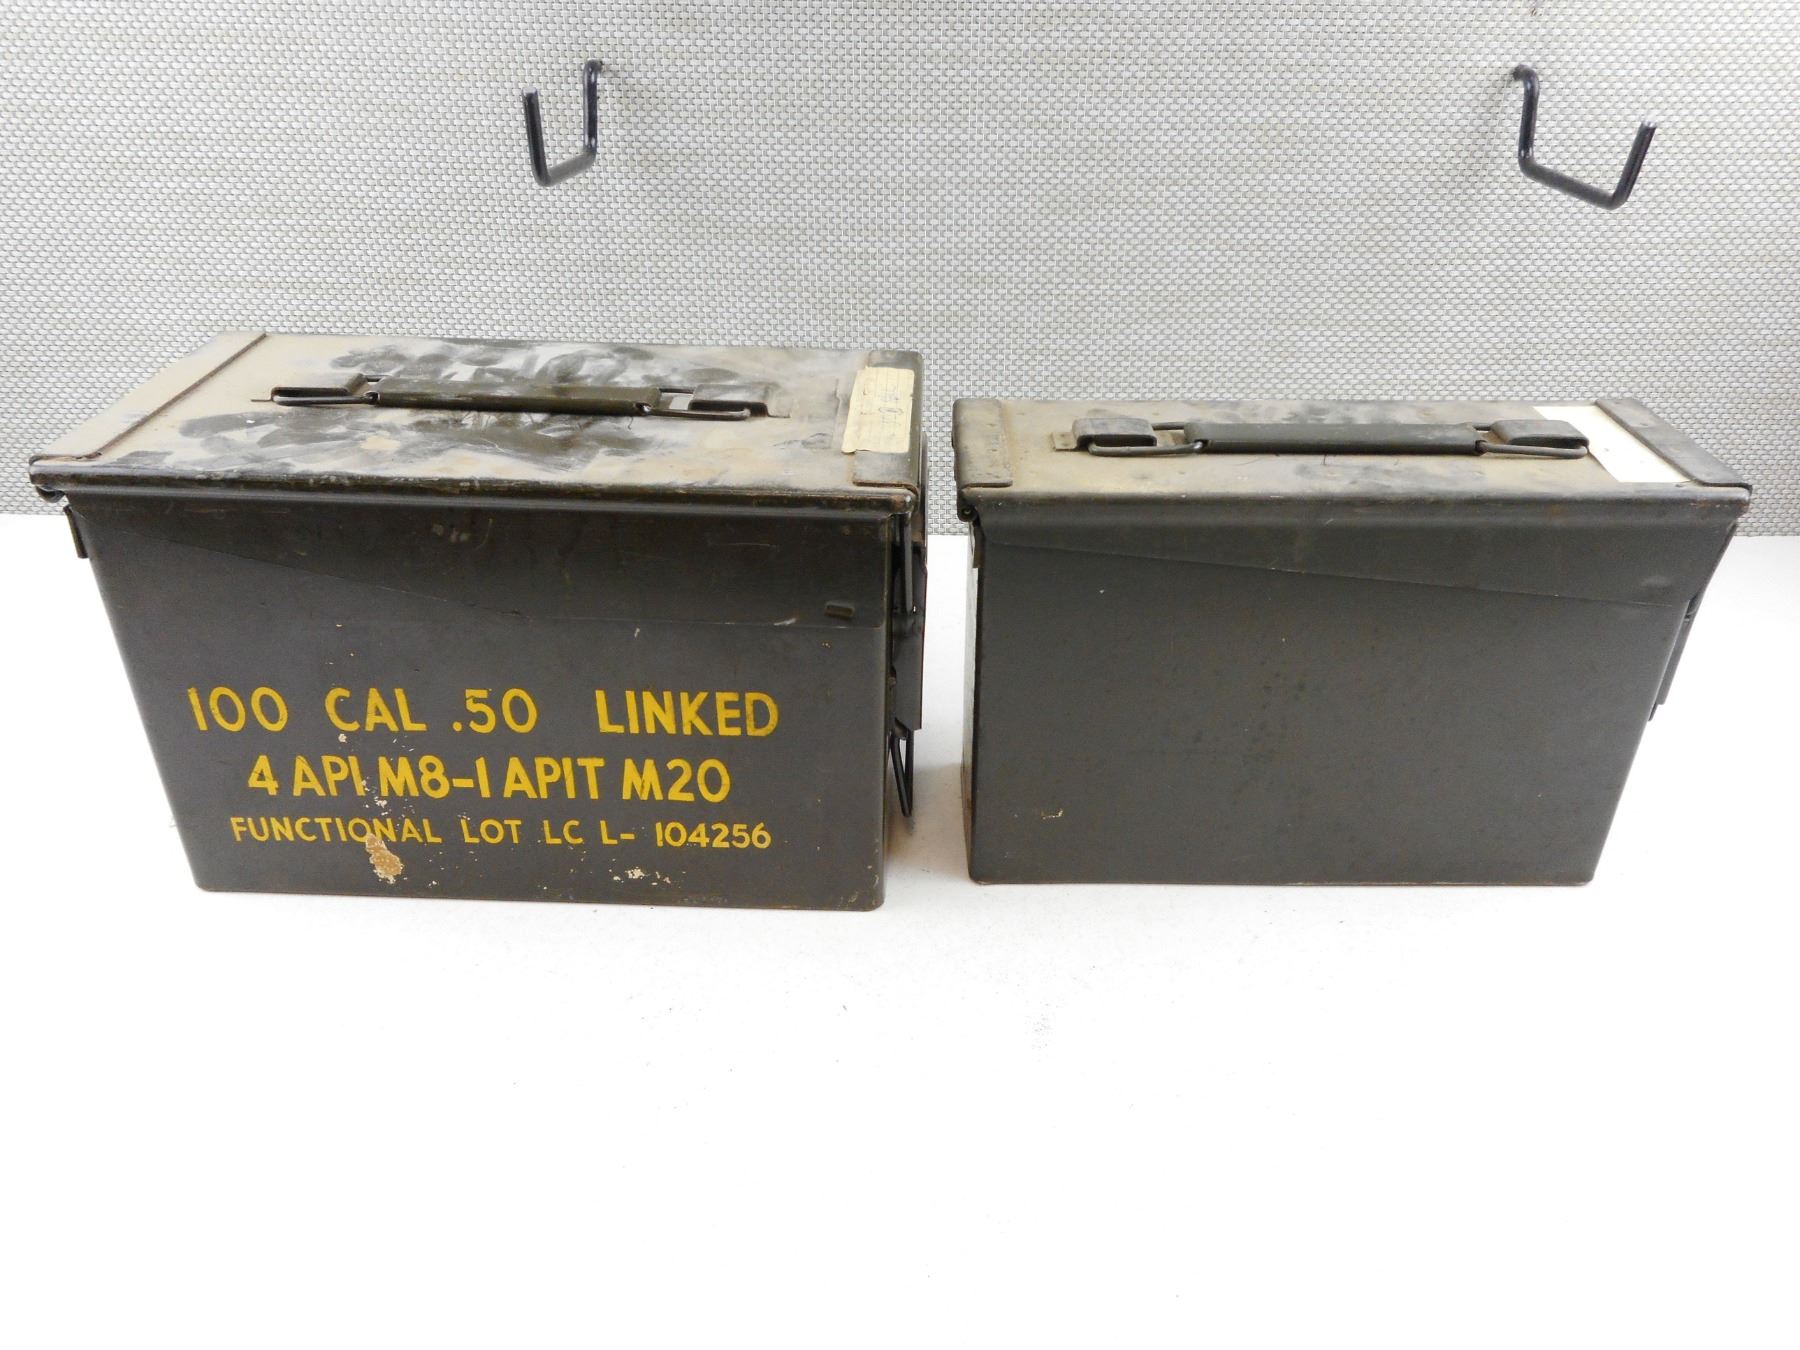 100 CAL .50 LINKED
4 API M8-1 APIT M20
FUNCTIONAL LOT LC L- 104256